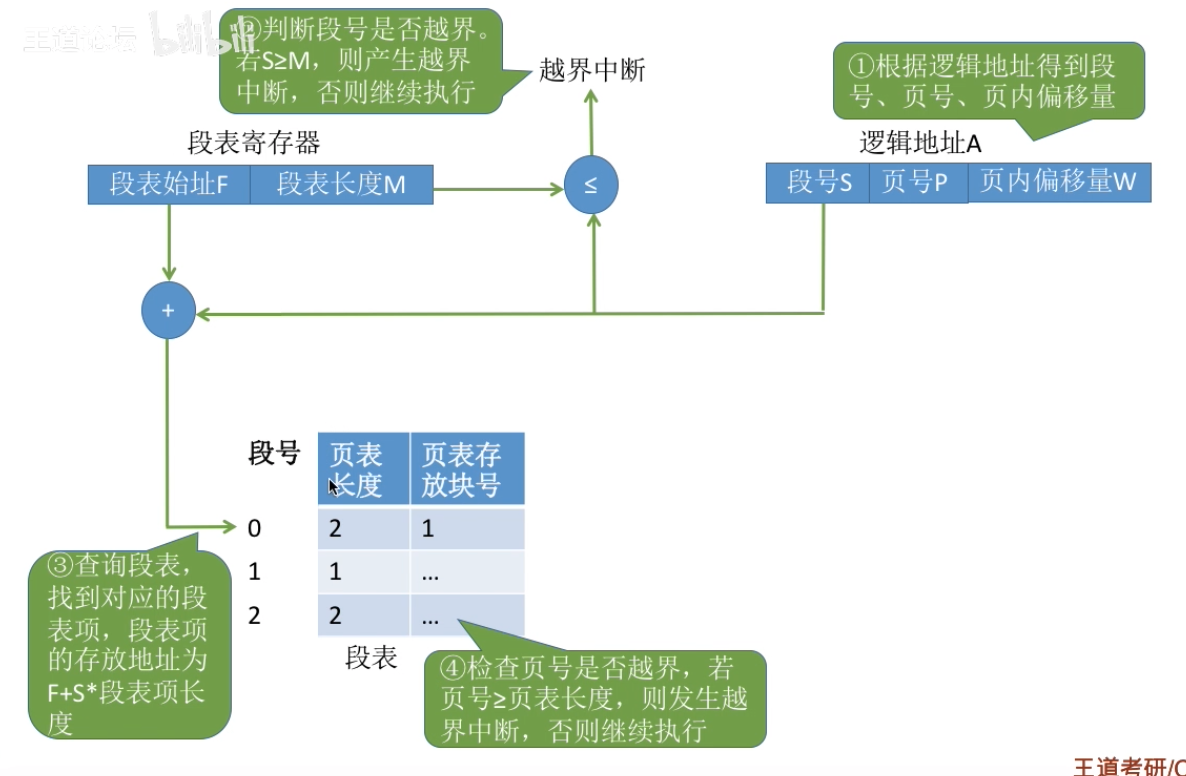 王道论坛 bilibili
②判断段号是否越界。
若S≥M，则产生越界
中断，否则继续执行
越界中断
①根据逻辑地址得到段
号、页号、页内偏移量
段表寄存器
逻辑地址A
段表始址F 段表长度M
≤
段号S 页号P 页内偏移量W
+
段号 页表长度 页表存放块号
0 2 1
1 1 ...
2 2 ...
段表
③查询段表，
找到对应的段
表项，段表项
的存放地址为
F+S*段表项长
度
④检查页号是否越界，若
页号≥页表长度，则发生越
界中断，否则继续执行
王道考研/C